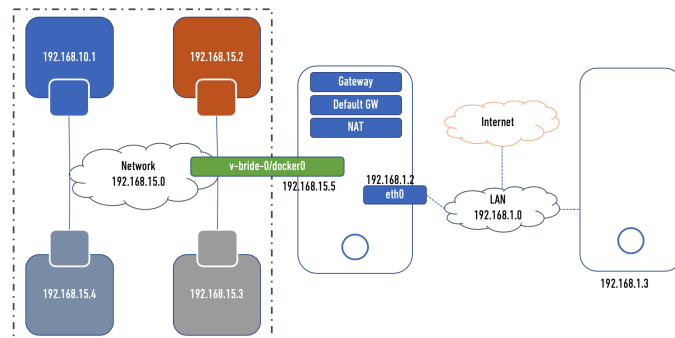 192.168.10.1
192.168.15.2
Gateway
Default GW
NAT
Internet
Network
192.168.15.0
v-bride-0/docker0
192.168.15.5
192.168.1.2
eth0
LAN
192.168.1.0
192.168.15.4
192.168.15.3
192.168.1.3